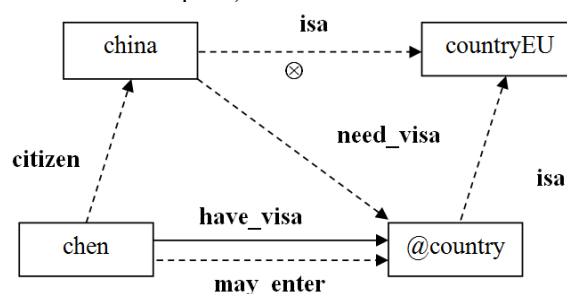 isa
china
countryEU
⊗
need_visa
citizen
isa
have_visa
chen
@country
may_enter